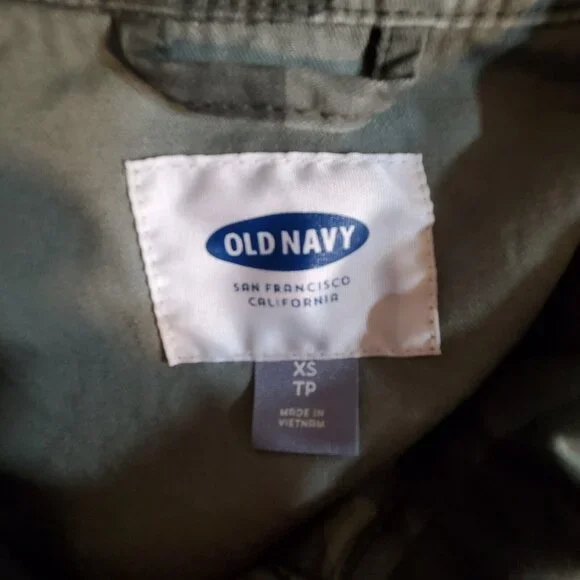 OLD NAVY
SAN FRANCISCO
CALIFORNIA
XS
TP
MADE IN
VIETNAM